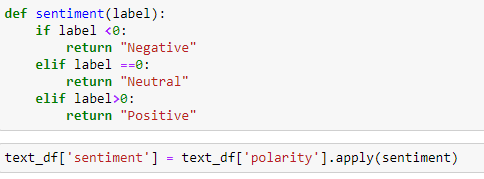 def sentiment(label):
    if label <0:
        return "Negative"
    elif label ==0:
        return "Neutral"
    elif label>0:
        return "Positive"
text_df['sentiment'] = text_df['polarity'].apply(sentiment)